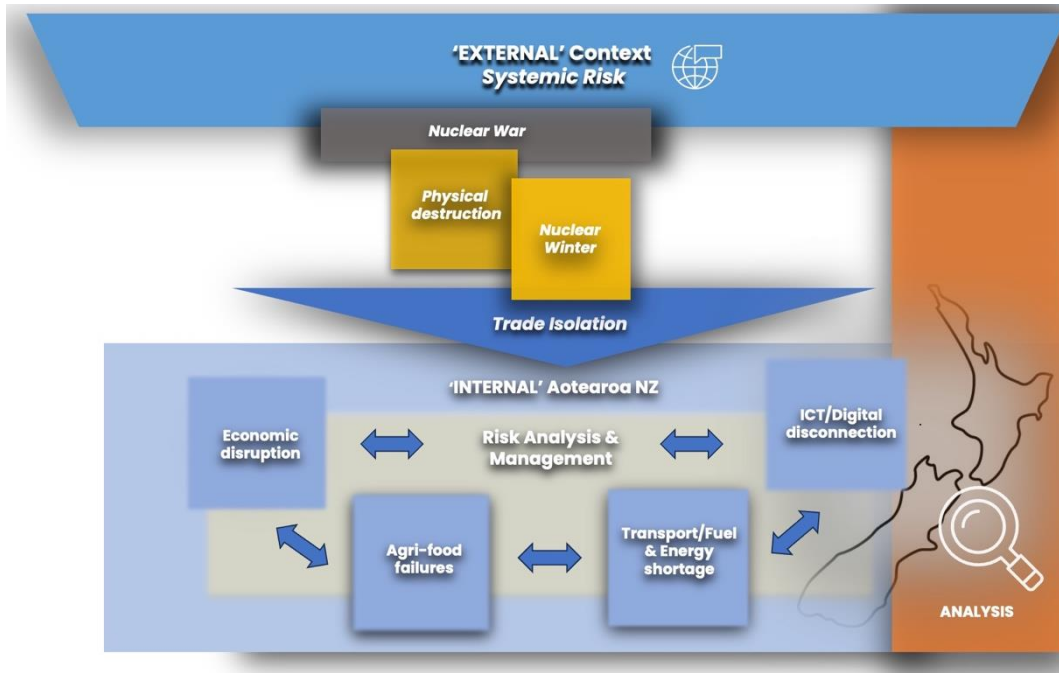 ‘EXTERNAL’ Context
Systemic Risk
Nuclear War
Physical
destruction
Nuclear
Winter
Trade Isolation
‘INTERNAL’ Aotearoa NZ
Economic
disruption
Risk Analysis &
Management
ICT/Digital
disconnection
Agri-food
failures
Transport/Fuel
& Energy
shortage
ANALYSIS